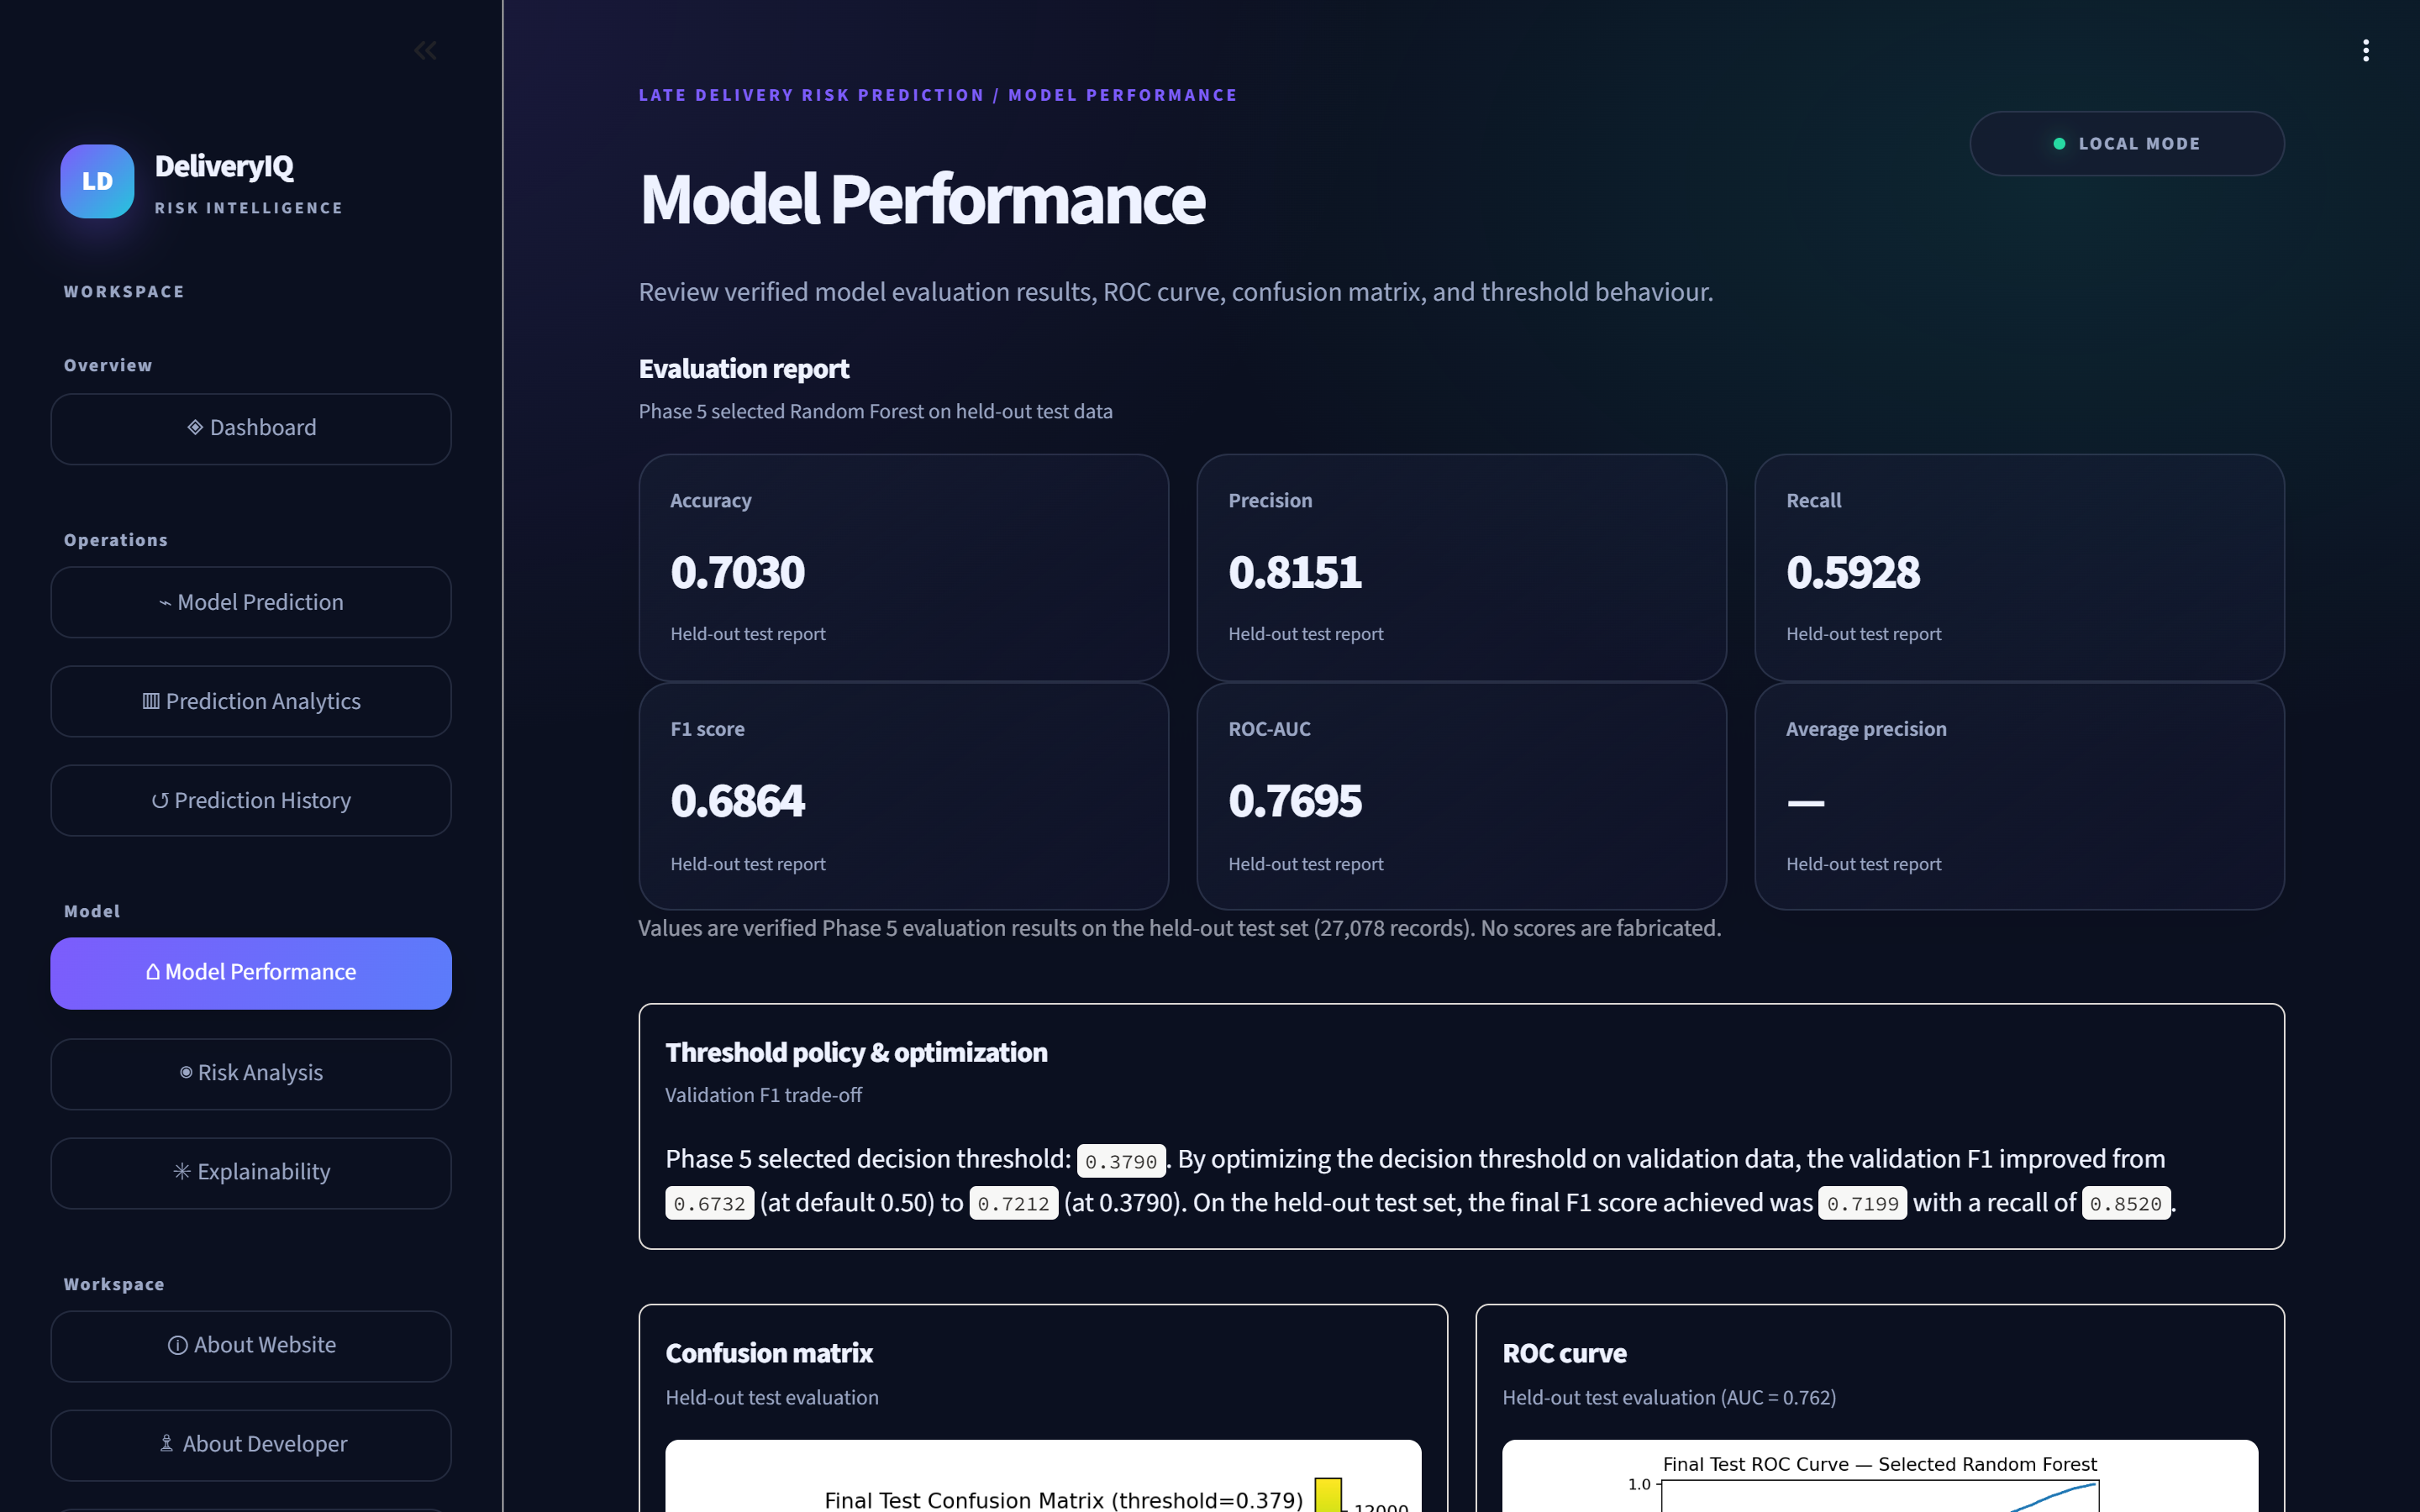 LD
DeliveryIQ
RISK INTELLIGENCE
WORKSPACE
Overview
Dashboard
Operations
Model Prediction
Prediction Analytics
Prediction History
Model
Model Performance
Risk Analysis
Explainability
Workspace
About Website
About Developer
LATE DELIVERY RISK PREDICTION / MODEL PERFORMANCE
LOCAL MODE
Model Performance
Review verified model evaluation results, ROC curve, confusion matrix, and threshold behaviour.
Evaluation report
Phase 5 selected Random Forest on held-out test data
Accuracy
0.7030
Held-out test report
Precision
0.8151
Held-out test report
Recall
0.5928
Held-out test report
F1 score
0.6864
Held-out test report
ROC-AUC
0.7695
Held-out test report
Average precision
—
Held-out test report
Values are verified Phase 5 evaluation results on the held-out test set (27,078 records). No scores are fabricated.
Threshold policy & optimization
Validation F1 trade-off
Phase 5 selected decision threshold: 0.3790. By optimizing the decision threshold on validation data, the validation F1 improved from
0.6732 (at default 0.50) to 0.7212 (at 0.3790). On the held-out test set, the final F1 score achieved was 0.7199 with a recall of 0.8520.
Confusion matrix
Held-out test evaluation
Final Test Confusion Matrix (threshold=0.379)
12000
ROC curve
Held-out test evaluation (AUC = 0.762)
Final Test ROC Curve — Selected Random Forest
1.0